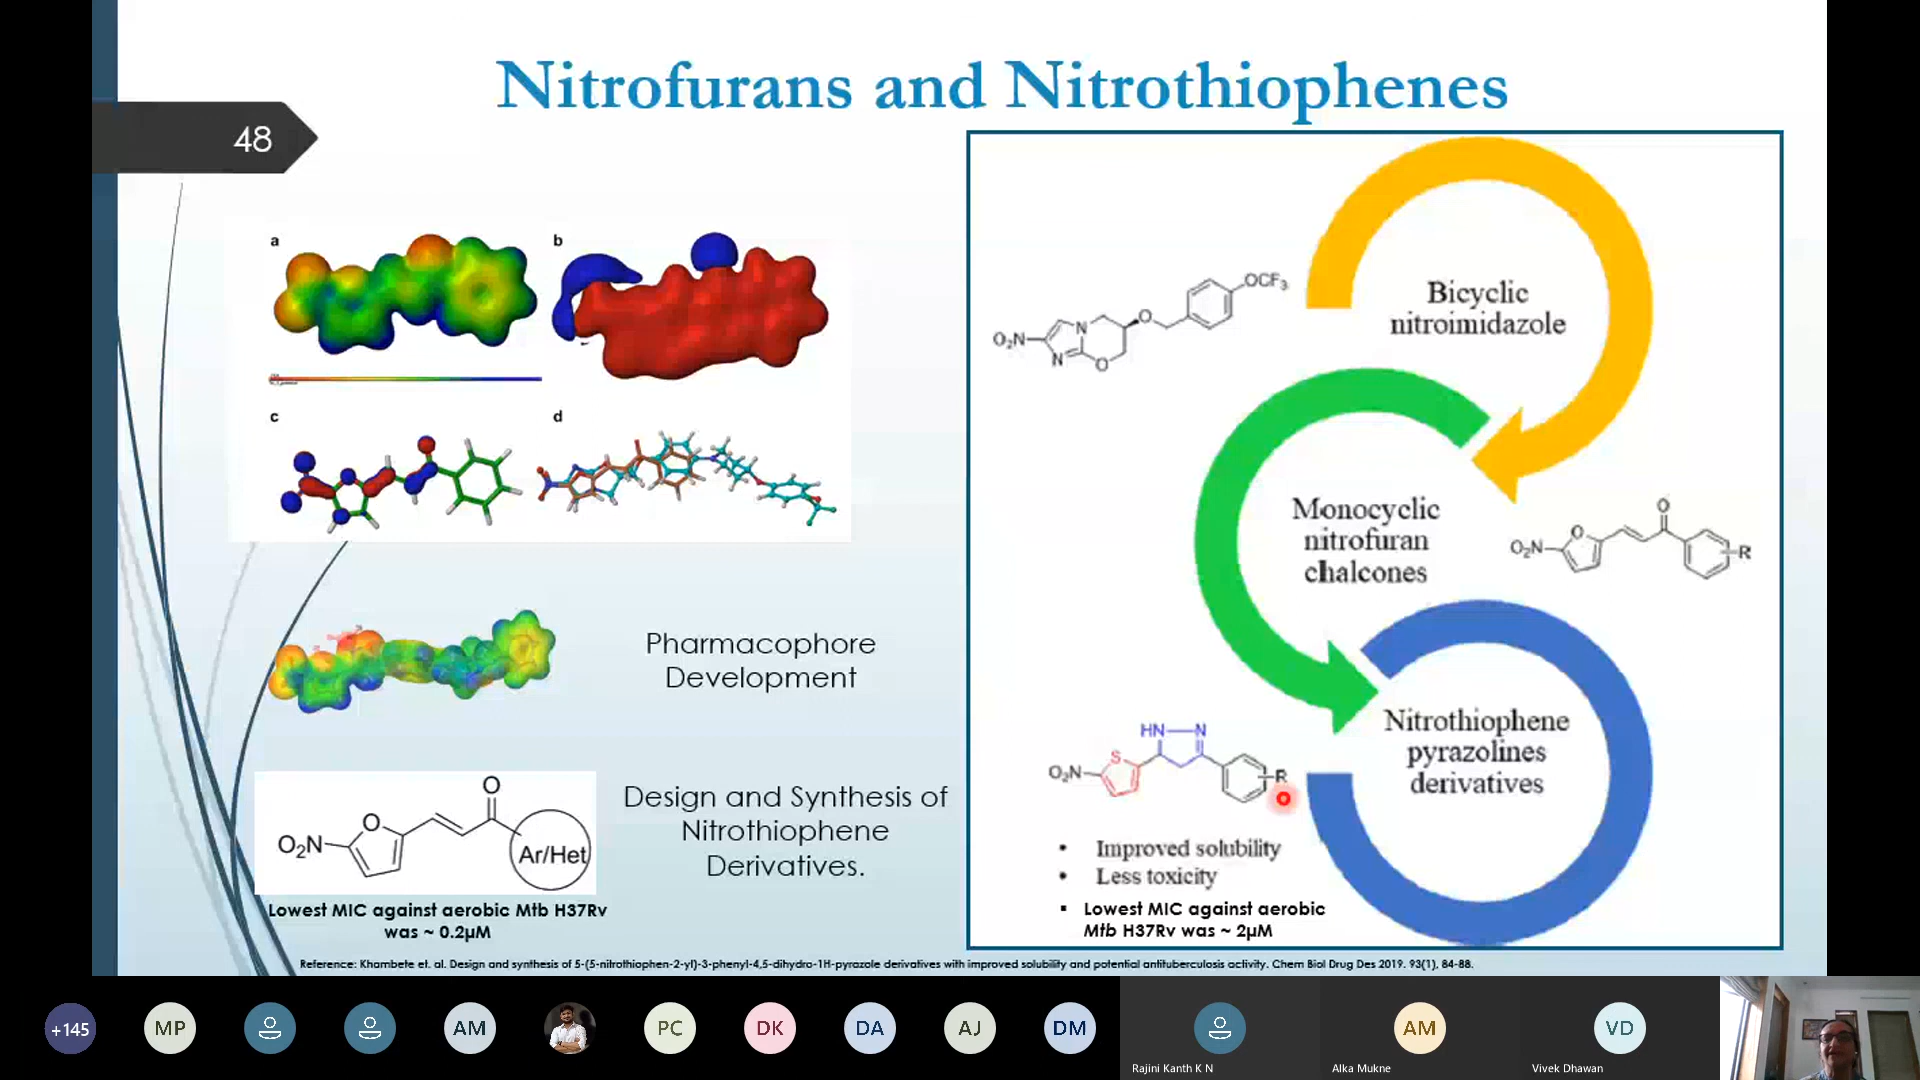 Nitrofurans and Nitrothiophenes
48
a
b
c
d
Pharmacophore
Development
O₂N
O
O
Ar/Het
Design and Synthesis of
Nitrothiophene
Derivatives.
Lowest MIC against aerobic Mtb H37Rv
was ~ 0.2µM
Bicyclic
nitroimidazole
OCF₃
O
N
O₂N
N
O
Monocyclic
nitrofuran
chalcones
O
O
O₂N
R
Nitrothiophene
pyrazolines
derivatives
HN
N
S
O₂N
R
• Improved solubility
• Less toxicity
▪ Lowest MIC against aerobic
Mtb H37Rv was ~ 2µM
Reference: Khambete et. al. Design and synthesis of 5-(5-nitrothiophen-2-yl)-3-phenyl-4,5-dihydro-1H-pyrazole derivatives with improved solubility and potential antituberculosis activity. Chem Biol Drug Des 2019. 93(1), 84-88.
+145
MP
AM
PC
DK
DA
AJ
DM
AM
VD
Rajini Kanth K N
Alka Mukne
Vivek Dhawan